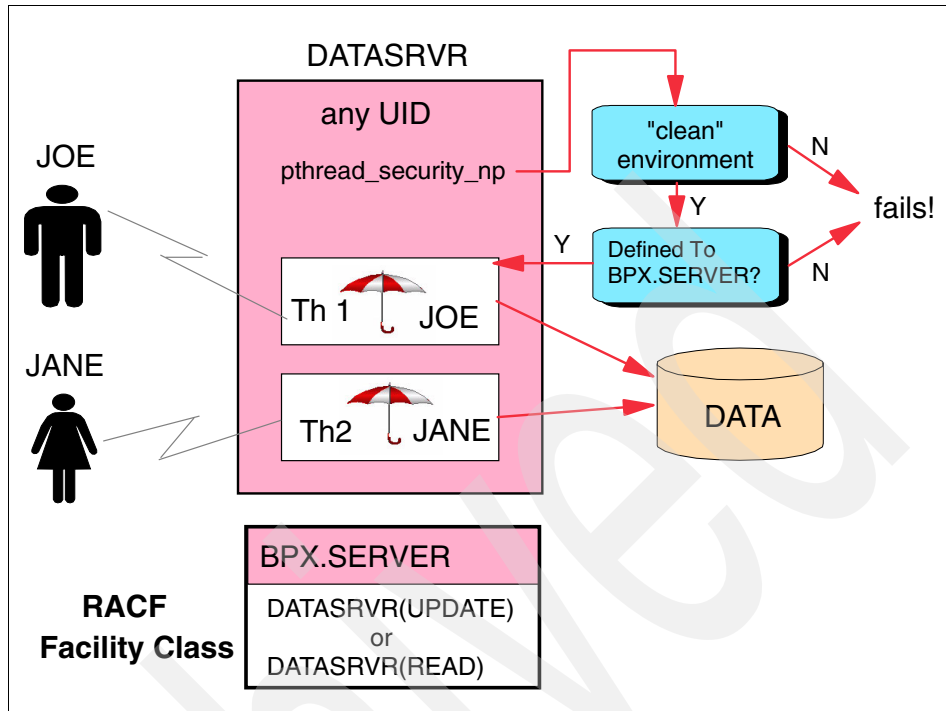 DATASRVR
any UID
pthread_security_np
"clean"
environment
N
Y
fails!
Defined To
BPX.SERVER?
N
Y
JOE
Th 1
JOE
JANE
Th2
JANE
DATA
BPX.SERVER
RACF
Facility Class
DATASRVR(UPDATE)
or
DATASRVR(READ)